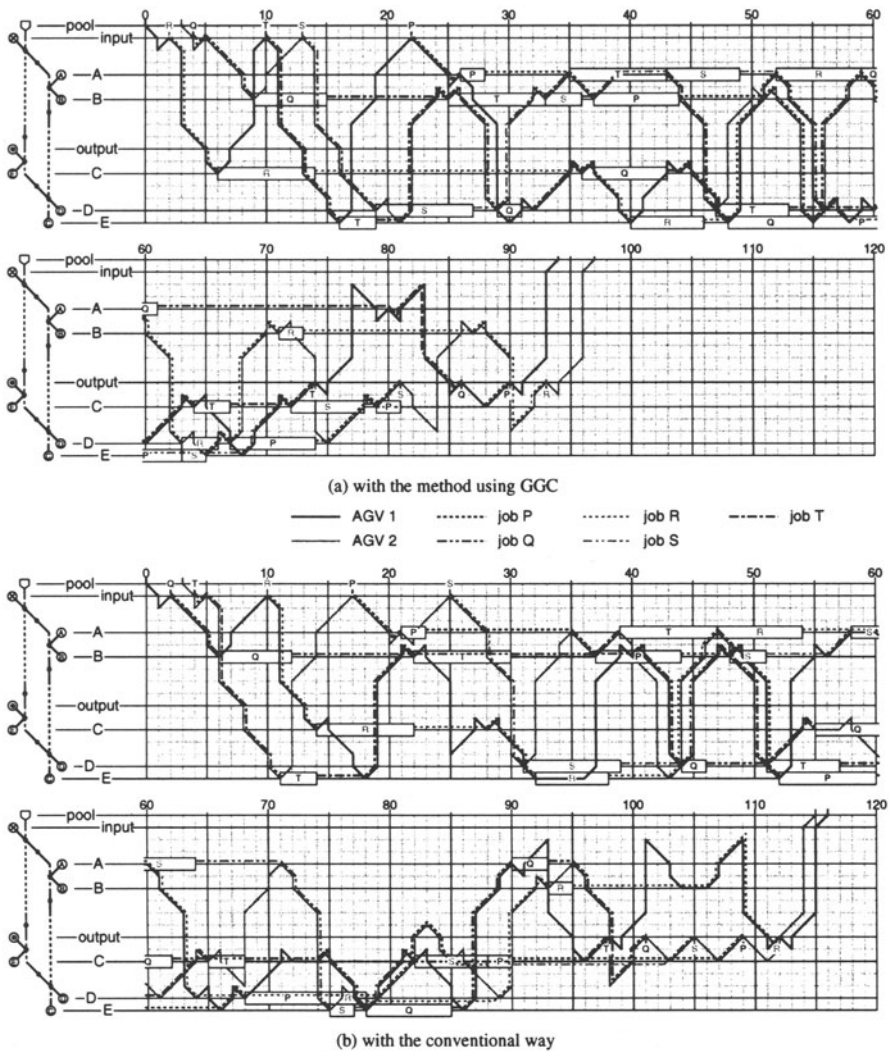 0 10 20 30 40 50 60
pool R Q T S P
input
A P T S R Q
B Q T S P
output
C R Q
D S Q T
E T R Q P
60 70 80 90 100 110 120
pool
input
A Q
B R
output T S Q P R
C T S P
D R P
E P S
(a) with the method using GGC
AGV 1 job P job R job T
AGV 2 job Q job S
0 10 20 30 40 50 60
pool Q T R P S
input
A P T R S
B Q T P S
output
C R Q
D S Q T
E T R P
60 70 80 90 100 110 120
pool
input
A S Q
B R
output T Q S P R
C Q T S P
D P R
E S Q
(b) with the conventional way